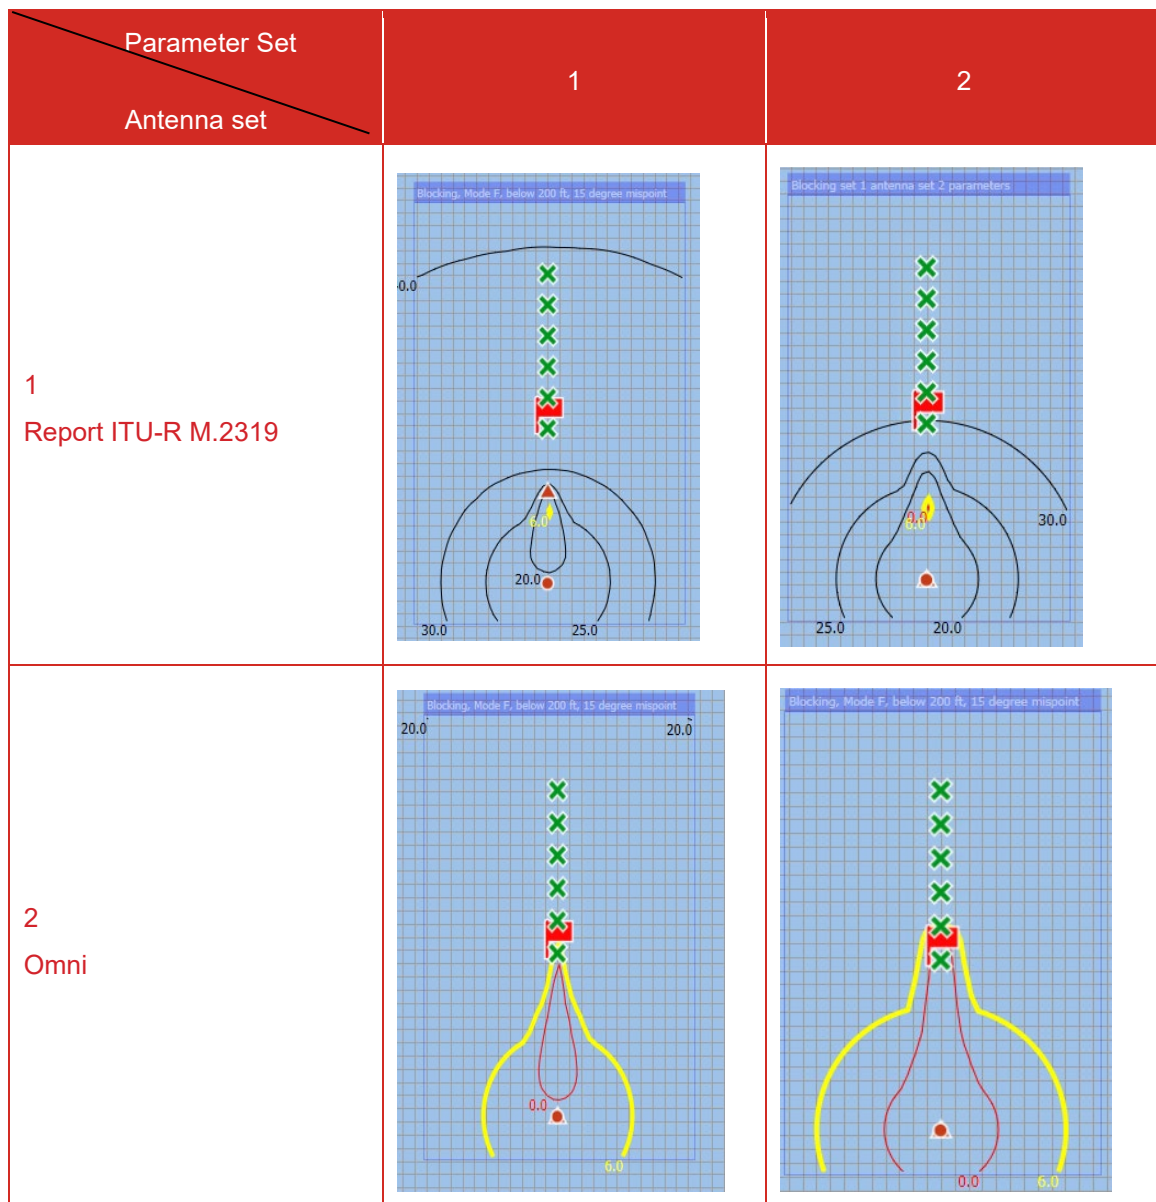 Parameter Set
Antenna set
1
2
1
Report ITU-R M.2319
Blocking, Mode F, below 200 ft, 15 degree mispoint
0.0
6.0
20.0
30.0
25.0
Blocking set 1 antenna set 2 parameters
0.0
6.0
30.0
25.0
20.0
2
Omni
Blocking, Mode F, below 200 ft, 15 degree mispoint
20.0
20.0
0.0
6.0
Blocking, Mode F, below 200 ft, 15 degree mispoint
0.0
6.0